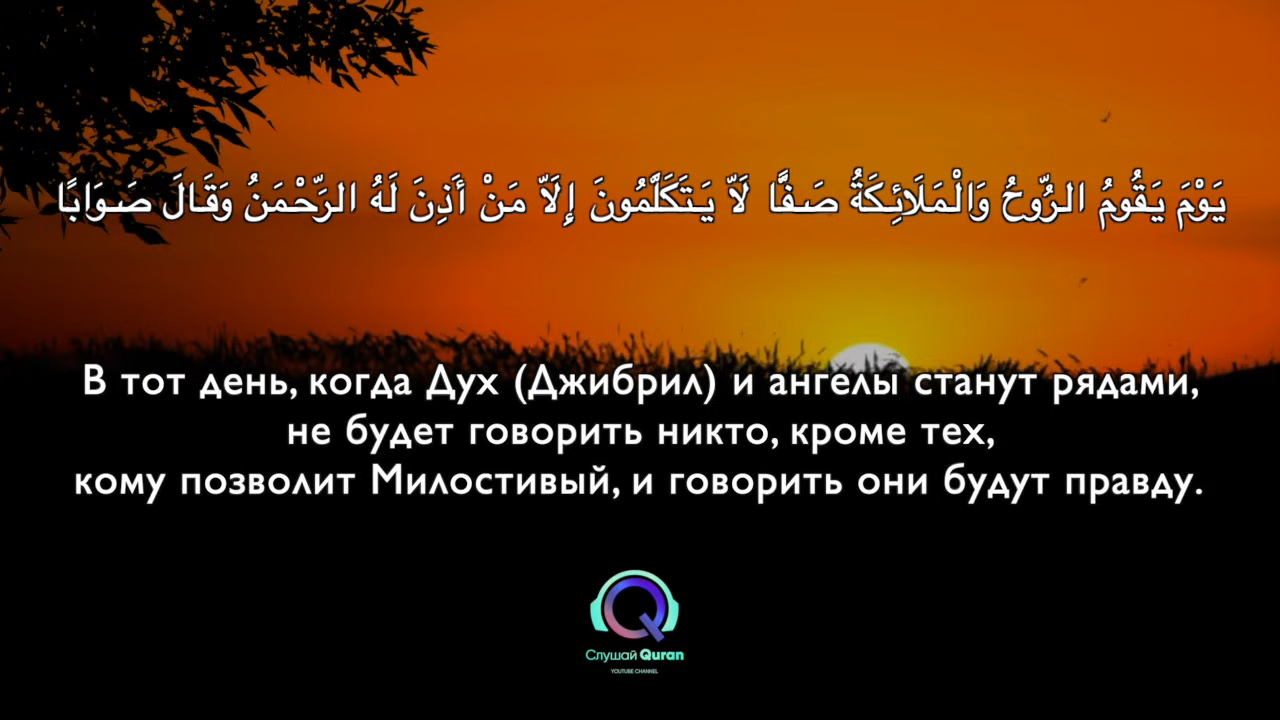 يَوْمَ يَقُومُ الرُّوحُ وَالْمَلَائِكَةُ صَفًّا لَّا يَتَكَلَّمُونَ إِلَّا مَنْ أَذِنَ لَهُ الرَّحْمَنُ وَقَالَ صَوَابًا
В тот день, когда Дух (Джибрил) и ангелы станут рядами,
не будет говорить никто, кроме тех,
кому позволит Милостивый, и говорить они будут правду.
Слушай Quran
YOUTUBE CHANNEL